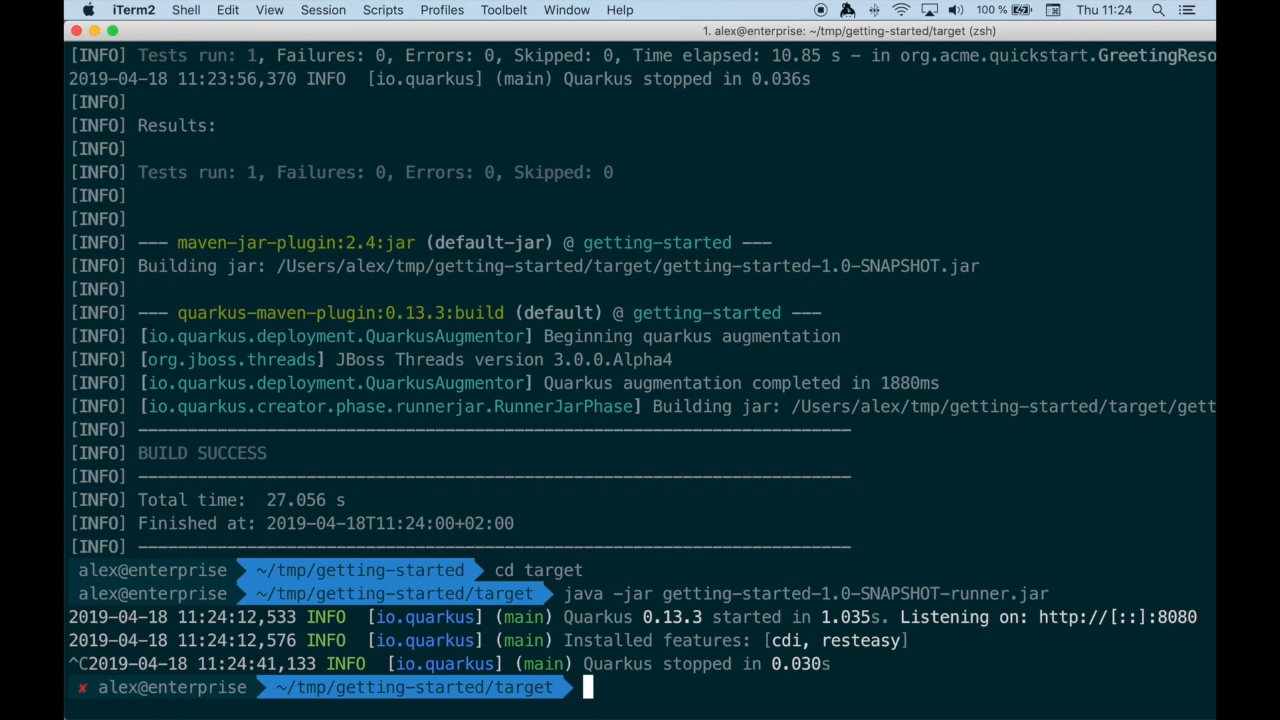 iTerm2 Shell Edit View Session Scripts Profiles Toolbelt Window Help 100 % Thu 11:24
1. alex@enterprise: ~/tmp/getting-started/target (zsh)
[INFO] Tests run: 1, Failures: 0, Errors: 0, Skipped: 0, Time elapsed: 10.85 s - in org.acme.quickstart.GreetingReso
2019-04-18 11:23:56,370 INFO  [io.quarkus] (main) Quarkus stopped in 0.036s
[INFO]
[INFO] Results:
[INFO]
[INFO] Tests run: 1, Failures: 0, Errors: 0, Skipped: 0
[INFO]
[INFO]
[INFO] --- maven-jar-plugin:2.4:jar (default-jar) @ getting-started ---
[INFO] Building jar: /Users/alex/tmp/getting-started/target/getting-started-1.0-SNAPSHOT.jar
[INFO]
[INFO] --- quarkus-maven-plugin:0.13.3:build (default) @ getting-started ---
[INFO] [io.quarkus.deployment.QuarkusAugmentor] Beginning quarkus augmentation
[INFO] [org.jboss.threads] JBoss Threads version 3.0.0.Alpha4
[INFO] [io.quarkus.deployment.QuarkusAugmentor] Quarkus augmentation completed in 1880ms
[INFO] [io.quarkus.creator.phase.runnerjar.RunnerJarPhase] Building jar: /Users/alex/tmp/getting-started/target/gett
[INFO] ------------------------------------------------------------------------
[INFO] BUILD SUCCESS
[INFO] ------------------------------------------------------------------------
[INFO] Total time:  27.056 s
[INFO] Finished at: 2019-04-18T11:24:00+02:00
[INFO] ------------------------------------------------------------------------
alex@enterprise ~/tmp/getting-started cd target
alex@enterprise ~/tmp/getting-started/target java -jar getting-started-1.0-SNAPSHOT-runner.jar
2019-04-18 11:24:12,533 INFO  [io.quarkus] (main) Quarkus 0.13.3 started in 1.035s. Listening on: http://[::]:8080
2019-04-18 11:24:12,576 INFO  [io.quarkus] (main) Installed features: [cdi, resteasy]
^C2019-04-18 11:24:41,133 INFO  [io.quarkus] (main) Quarkus stopped in 0.030s
✘ alex@enterprise ~/tmp/getting-started/target